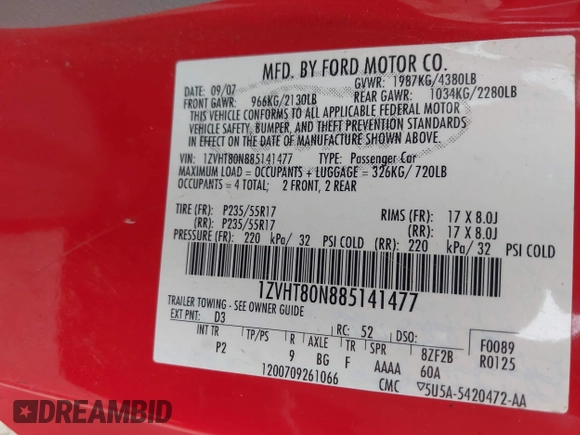 MFD. BY FORD MOTOR CO.
DATE: 09/07 GVWR: 1987KG/4380LB
FRONT GAWR: 966KG/2130LB REAR GAWR: 1034KG/2280LB
THIS VEHICLE CONFORMS TO ALL APPLICABLE FEDERAL MOTOR
VEHICLE SAFETY, BUMPER, AND THEFT PREVENTION STANDARDS
IN EFFECT ON THE DATE OF MANUFACTURE SHOWN ABOVE.
VIN: 1ZVHT80N885141477 TYPE: Passenger Car
MAXIMUM LOAD = OCCUPANTS + LUGGAGE = 326KG/ 720LB
OCCUPANTS = 4 TOTAL; 2 FRONT, 2 REAR
TIRE (FR): P235/55R17 RIMS (FR): 17 X 8.0J
(RR): P235/55R17 (RR): 17 X 8.0J
PRESSURE (FR): 220 kPa/ 32 PSI COLD (RR): 220 kPa/ 32 PSI COLD
1ZVHT80N885141477
TRAILER TOWING - SEE OWNER GUIDE
EXT PNT: D3 RC: 52 DSO: F0089
INT TR TP/PS R AXLE TR SPR 8ZF2B R0125
P2 9 BG F AAAA 60A
1200709261066 CMC ▽5U5A-5420472-AA
DREAMBID
CHECK CAR HISTORY